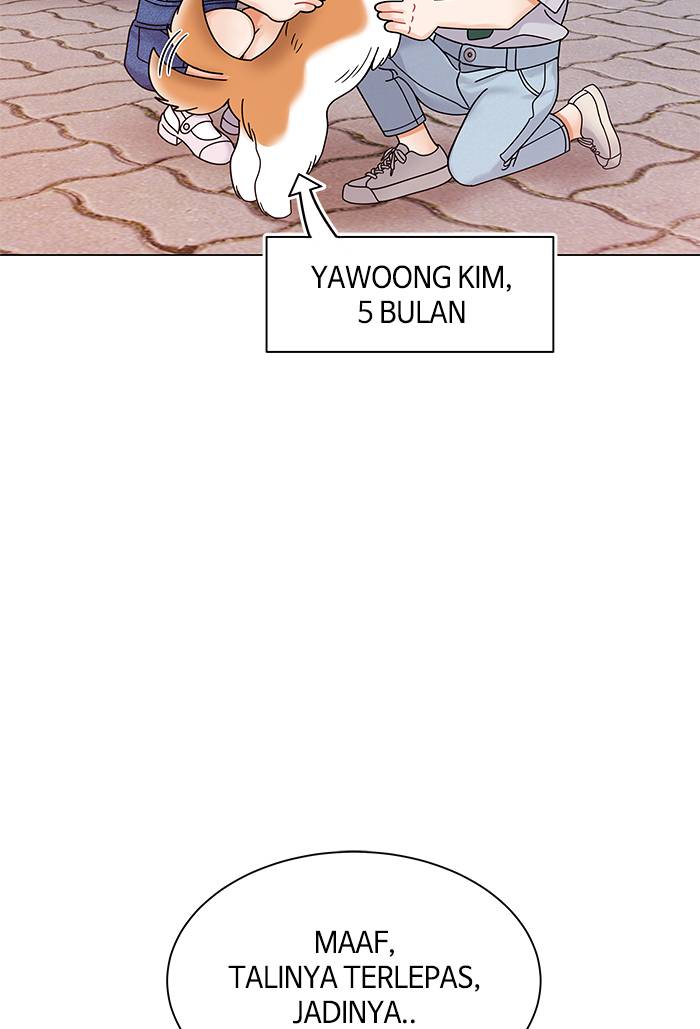 YAWOONG KIM,
5 BULAN
MAAF,
TALINYA TERLEPAS,
JADINYA..